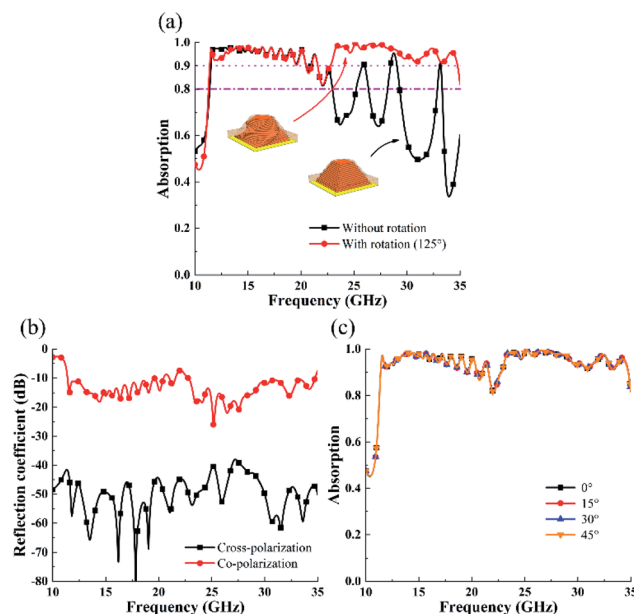 (a)
1.0
0.9
0.8
0.6
0.4
0.2
0.0
Absorption
Without rotation
With rotation (125°)
10 15 20 25 30 35
Frequency (GHz)
(b)
0
-10
-20
-30
-40
-50
-60
-70
-80
Reflection coefficient (dB)
Cross-polarization
Co-polarization
10 15 20 25 30 35
Frequency (GHz)
(c)
1.0
0.8
0.6
0.4
0.2
0.0
Absorption
0°
15°
30°
45°
10 15 20 25 30 35
Frequency (GHz)